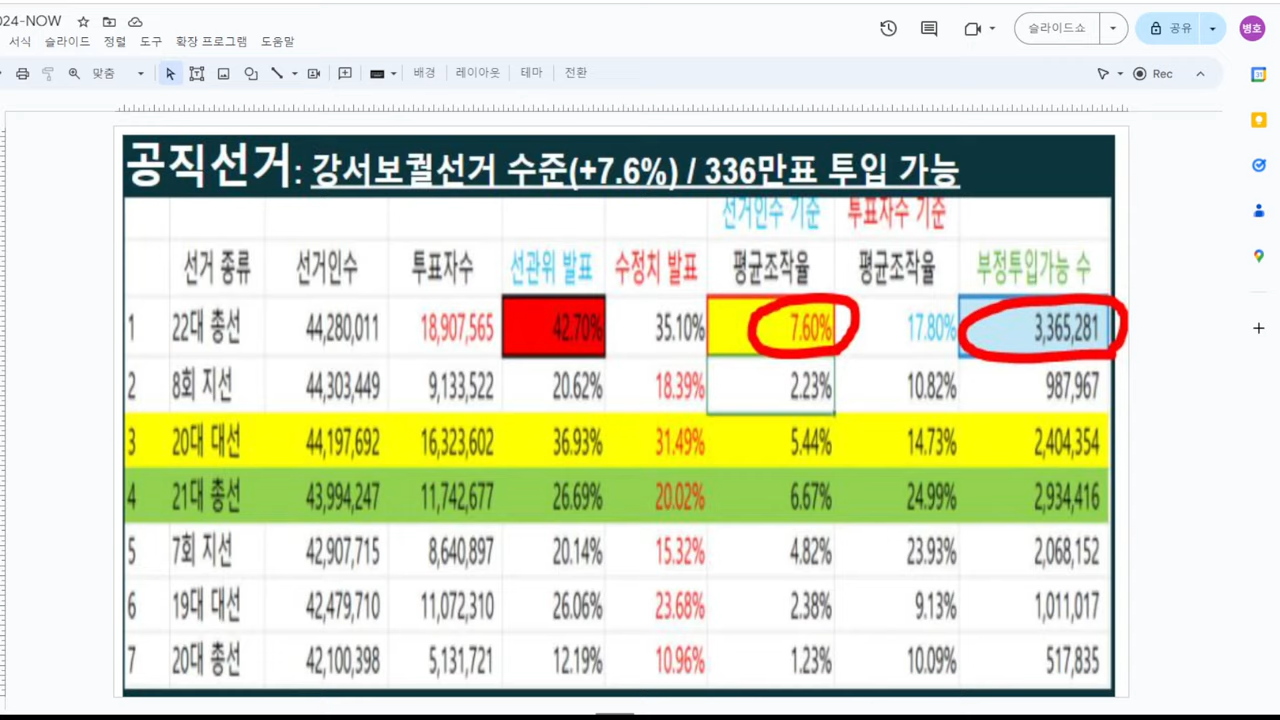 024-NOW
서식 슬라이드 정렬 도구 확장 프로그램 도움말
슬라이드쇼 공유 병호
맞춤 배경 레이아웃 테마 전환 Rec
31
공직선거: 강서보궐선거 수준(+7.6%) / 336만표 투입 가능
선거인수 기준 투표자수 기준
선거 종류 선거인수 투표자수 선관위 발표 수정치 발표 평균조작율 평균조작율 부정투입가능 수
1 22대 총선 44,280,011 18,907,565 42.70% 35.10% 7.60% 17.80% 3,365,281
2 8회 지선 44,303,449 9,133,522 20.62% 18.39% 2.23% 10.82% 987,967
3 20대 대선 44,197,692 16,323,602 36.93% 31.49% 5.44% 14.73% 2,404,354
4 21대 총선 43,994,247 11,742,677 26.69% 20.02% 6.67% 24.99% 2,934,416
5 7회 지선 42,907,715 8,640,897 20.14% 15.32% 4.82% 23.93% 2,068,152
6 19대 대선 42,479,710 11,072,310 26.06% 23.68% 2.38% 9.13% 1,011,017
7 20대 총선 42,100,398 5,131,721 12.19% 10.96% 1.23% 10.09% 517,835